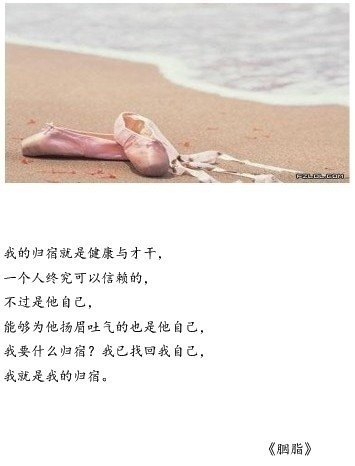 我的归宿就是健康与才干，
一个人终究可以信赖的，
不过是他自己，
能够为他扬眉吐气的也是他自己，
我要什么归宿？我已找回我自己，
我就是我的归宿。
《胭脂》